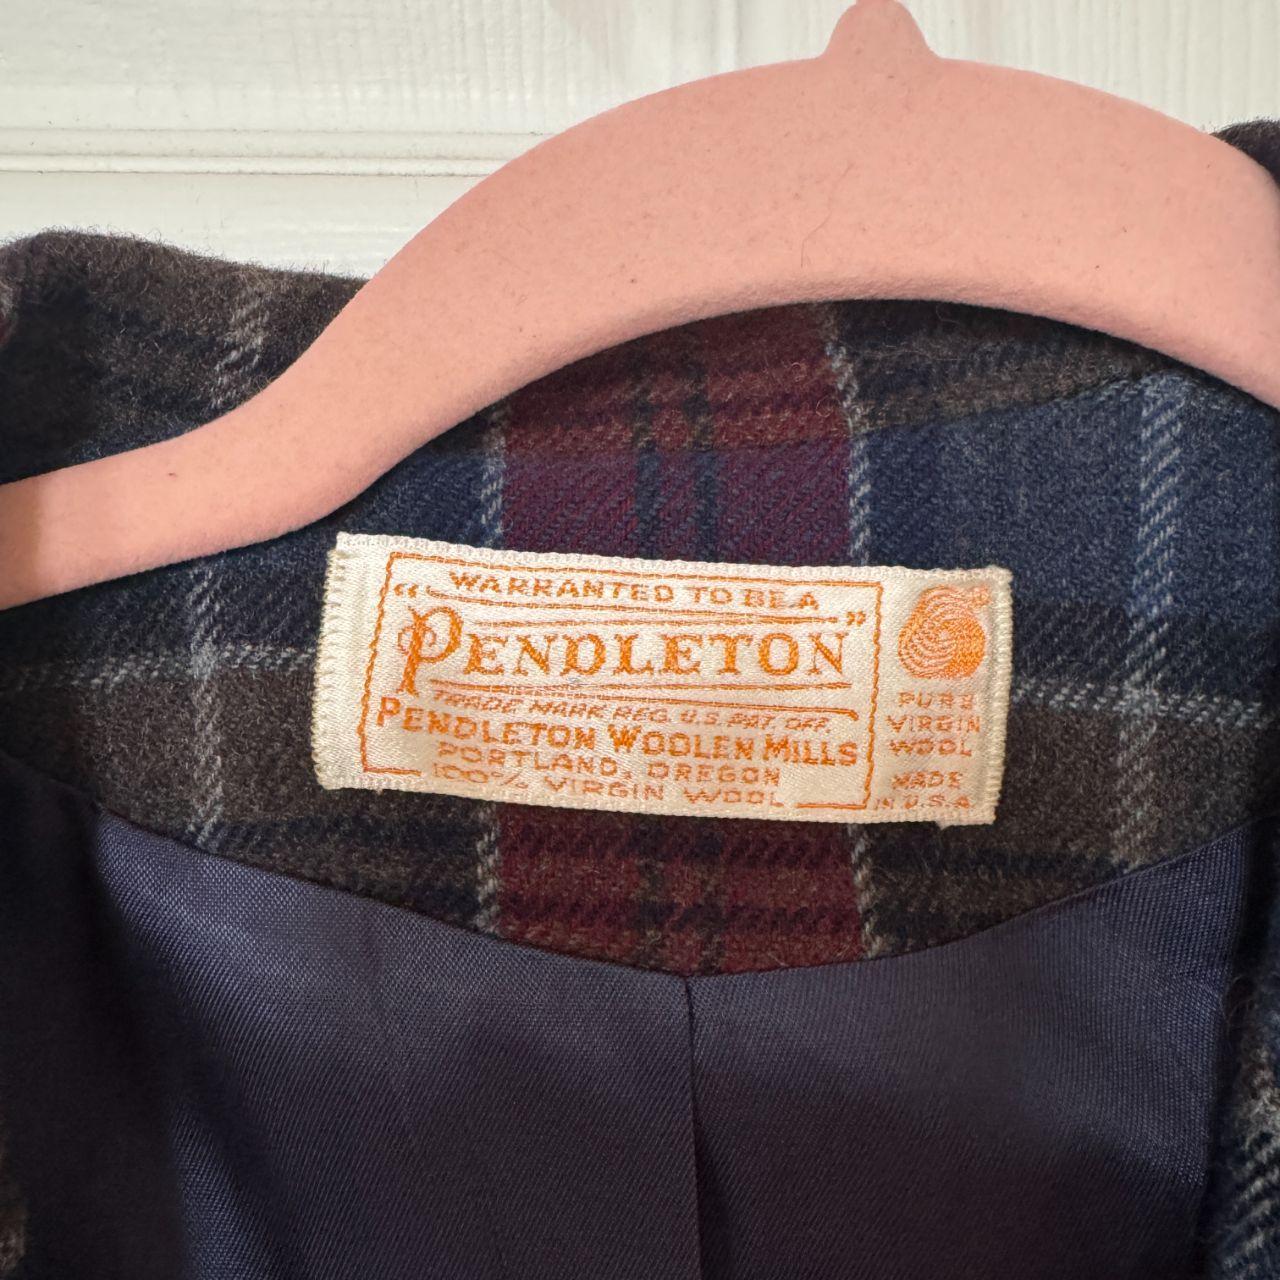 WARRANTED TO BE A
"PENDLETON"
TRADE MARK REG. U.S. PAT. OFF.
PENDLETON WOOLEN MILLS
PORTLAND, OREGON
100% VIRGIN WOOL
PURE
VIRGIN
WOOL
MADE
IN U.S.A.